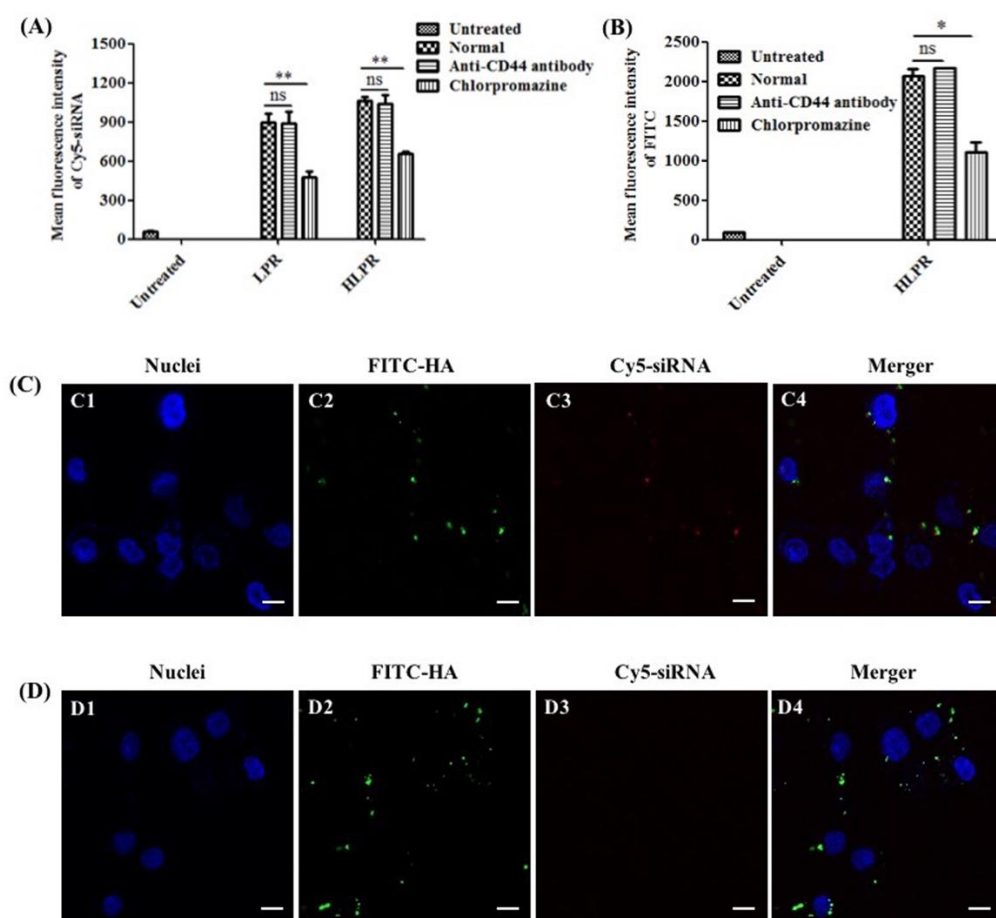 (A)
Mean fluorescence intensity
of Cy5-siRNA
1500
1200
900
600
300
0
**
ns
**
ns
Untreated
Normal
Anti-CD44 antibody
Chlorpromazine
Untreated
LPR
HLPR
(B)
Mean fluorescence intensity
of FITC
2500
2000
1500
1000
500
0
Untreated
Normal
Anti-CD44 antibody
Chlorpromazine
*
ns
Untreated
HLPR
(C)
Nuclei FITC-HA Cy5-siRNA Merger
C1 C2 C3 C4
(D)
Nuclei FITC-HA Cy5-siRNA Merger
D1 D2 D3 D4